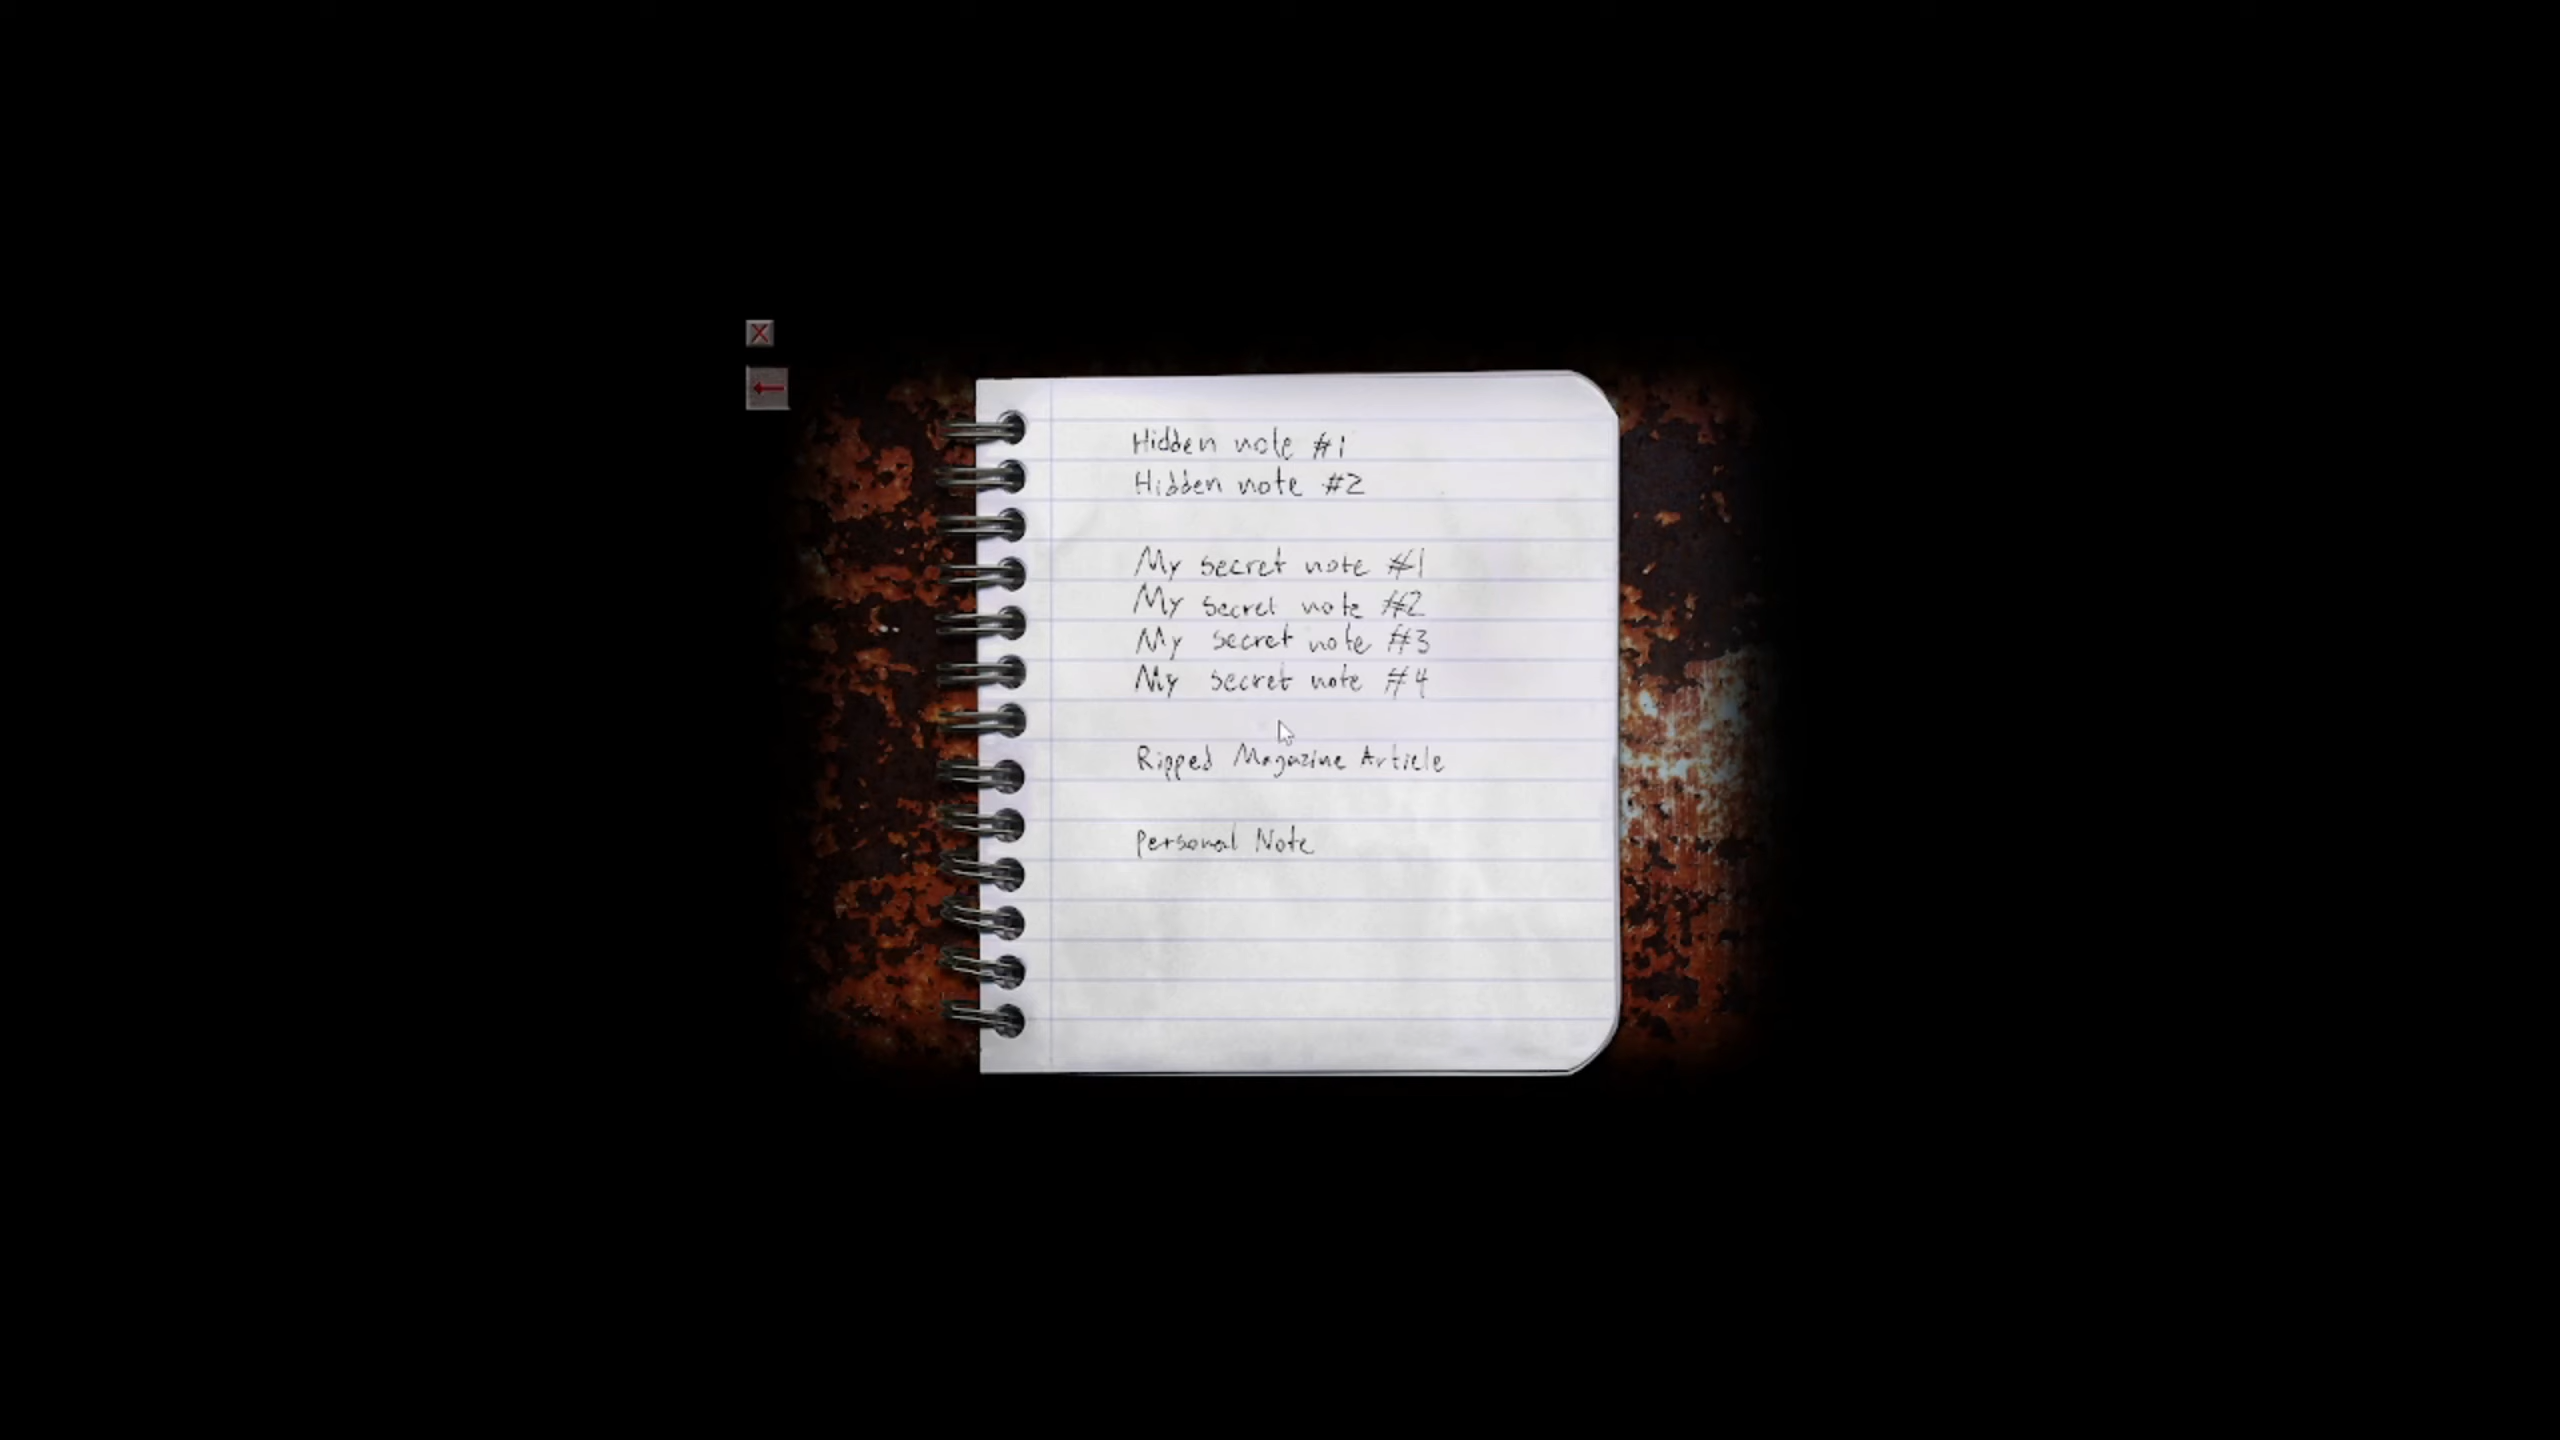 Hidden note #1
Hidden note #2
My secret note #1
My secret note #2
My secret note #3
My secret note #4
Ripped Magazine Article
Personal Note